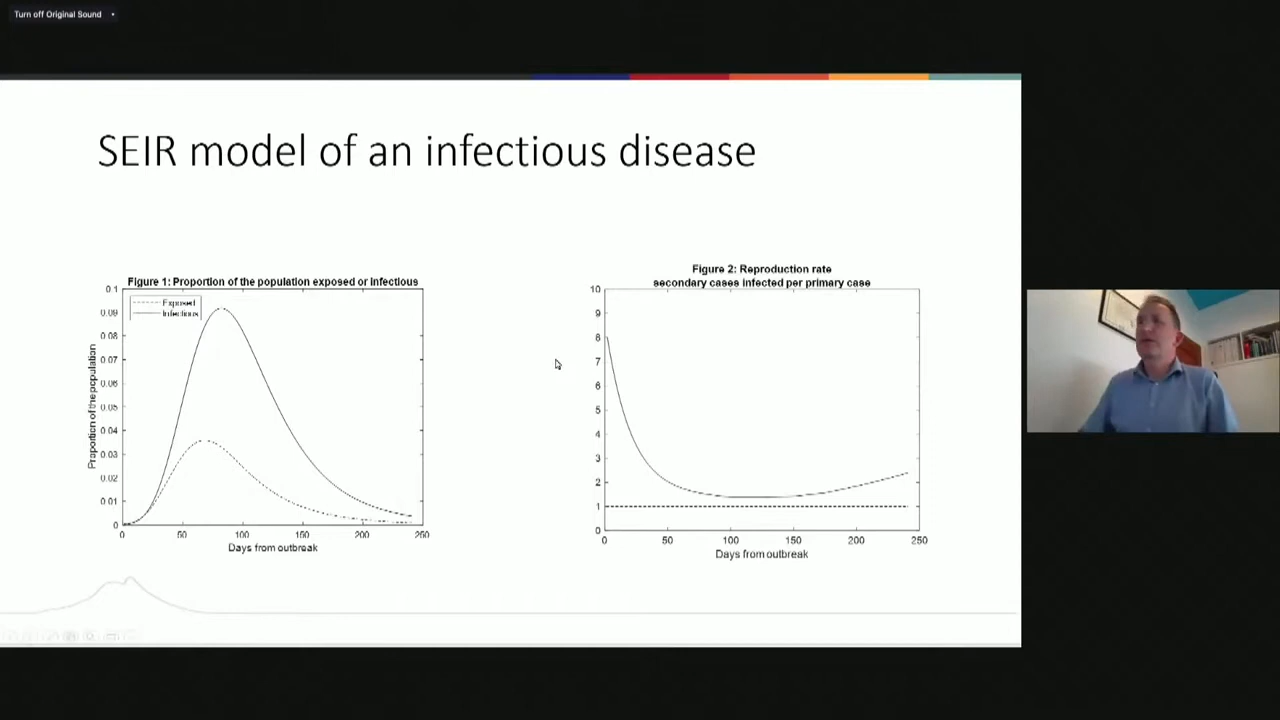 Turn off Original Sound
SEIR model of an infectious disease
Figure 1: Proportion of the population exposed or infectious
0.1
0.09
0.08
0.07
0.06
0.05
0.04
0.03
0.02
0.01
0
Exposed
Infectious
Proportion of the population
0 50 100 150 200 250
Days from outbreak
Figure 2: Reproduction rate
secondary cases infected per primary case
10
9
8
7
6
5
4
3
2
1
0
0 50 100 150 200 250
Days from outbreak